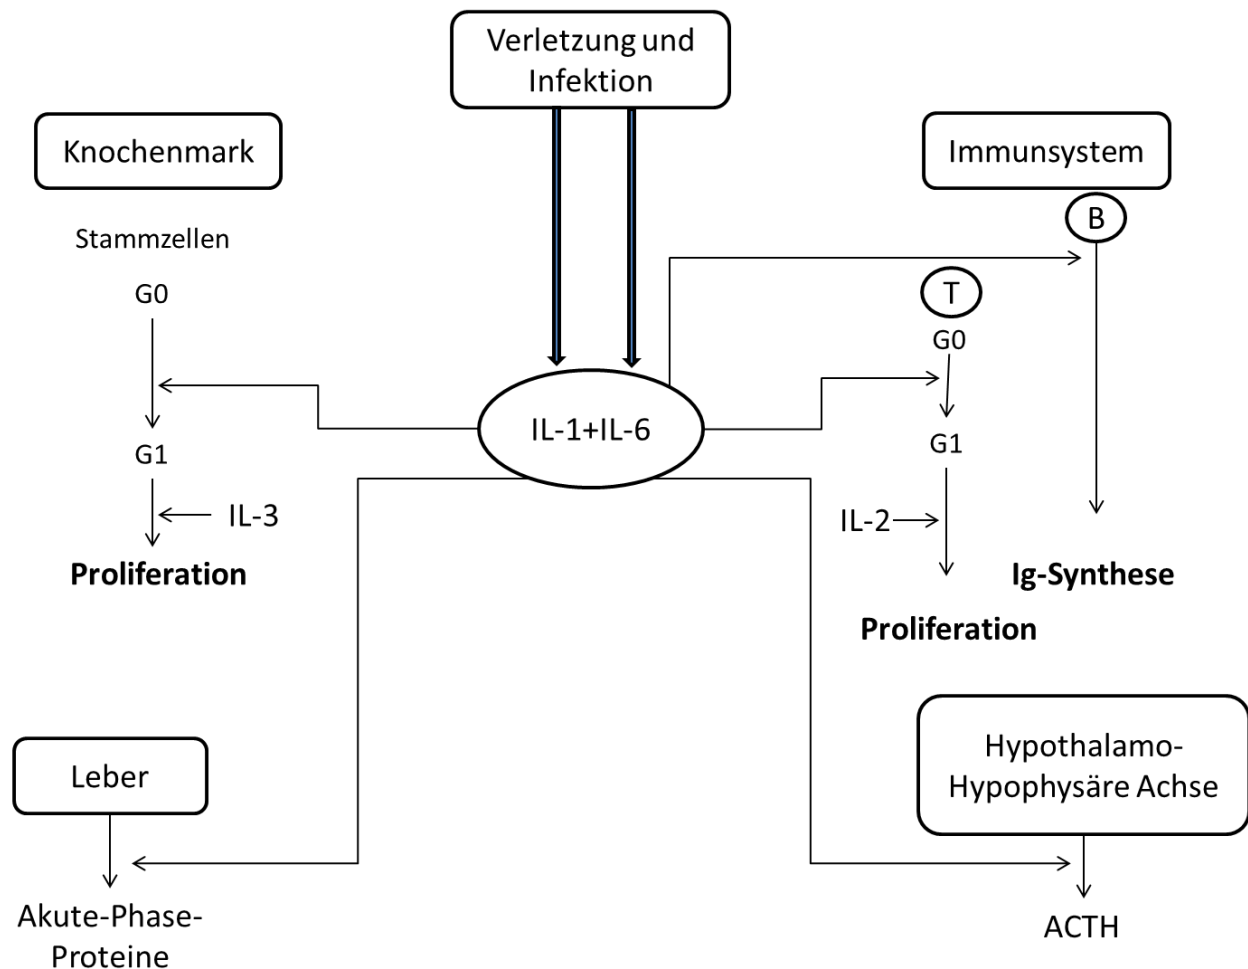 Verletzung und
Infektion
Knochenmark
Immunsystem
Stammzellen
B
G0
T
G0
IL-1+IL-6
G1
G1
IL-3
IL-2
Proliferation
Ig-Synthese
Proliferation
Leber
Hypothalamo-
Hypophysäre Achse
Akute-Phase-
Proteine
ACTH